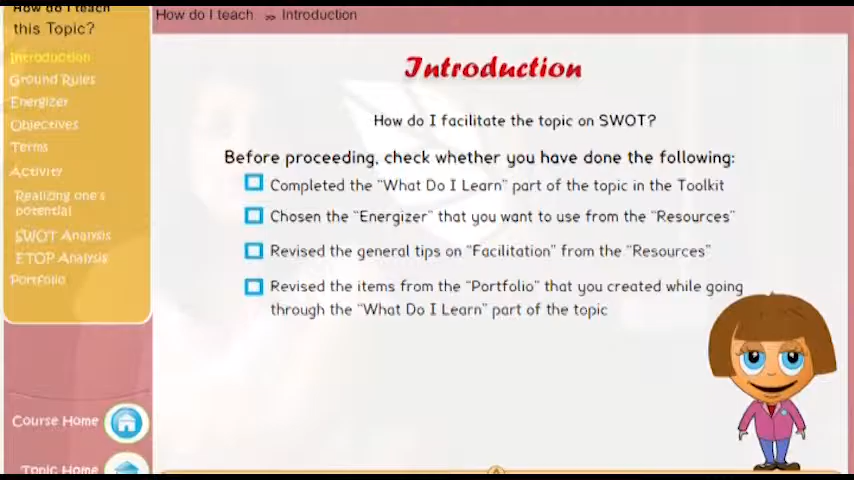 How do I teach
this Topic?
Introduction
Ground Rules
Energizer
Objectives
Terms
Activity
Realizing one's
potential
SWOT Analysis
ETOP Analysis
Portfolio
Course Home
Topic Home
How do I teach » Introduction
Introduction
How do I facilitate the topic on SWOT?
Before proceeding, check whether you have done the following:
Completed the "What Do I Learn" part of the topic in the Toolkit
Chosen the "Energizer" that you want to use from the "Resources"
Revised the general tips on "Facilitation" from the "Resources"
Revised the items from the "Portfolio" that you created while going
through the "What Do I Learn" part of the topic